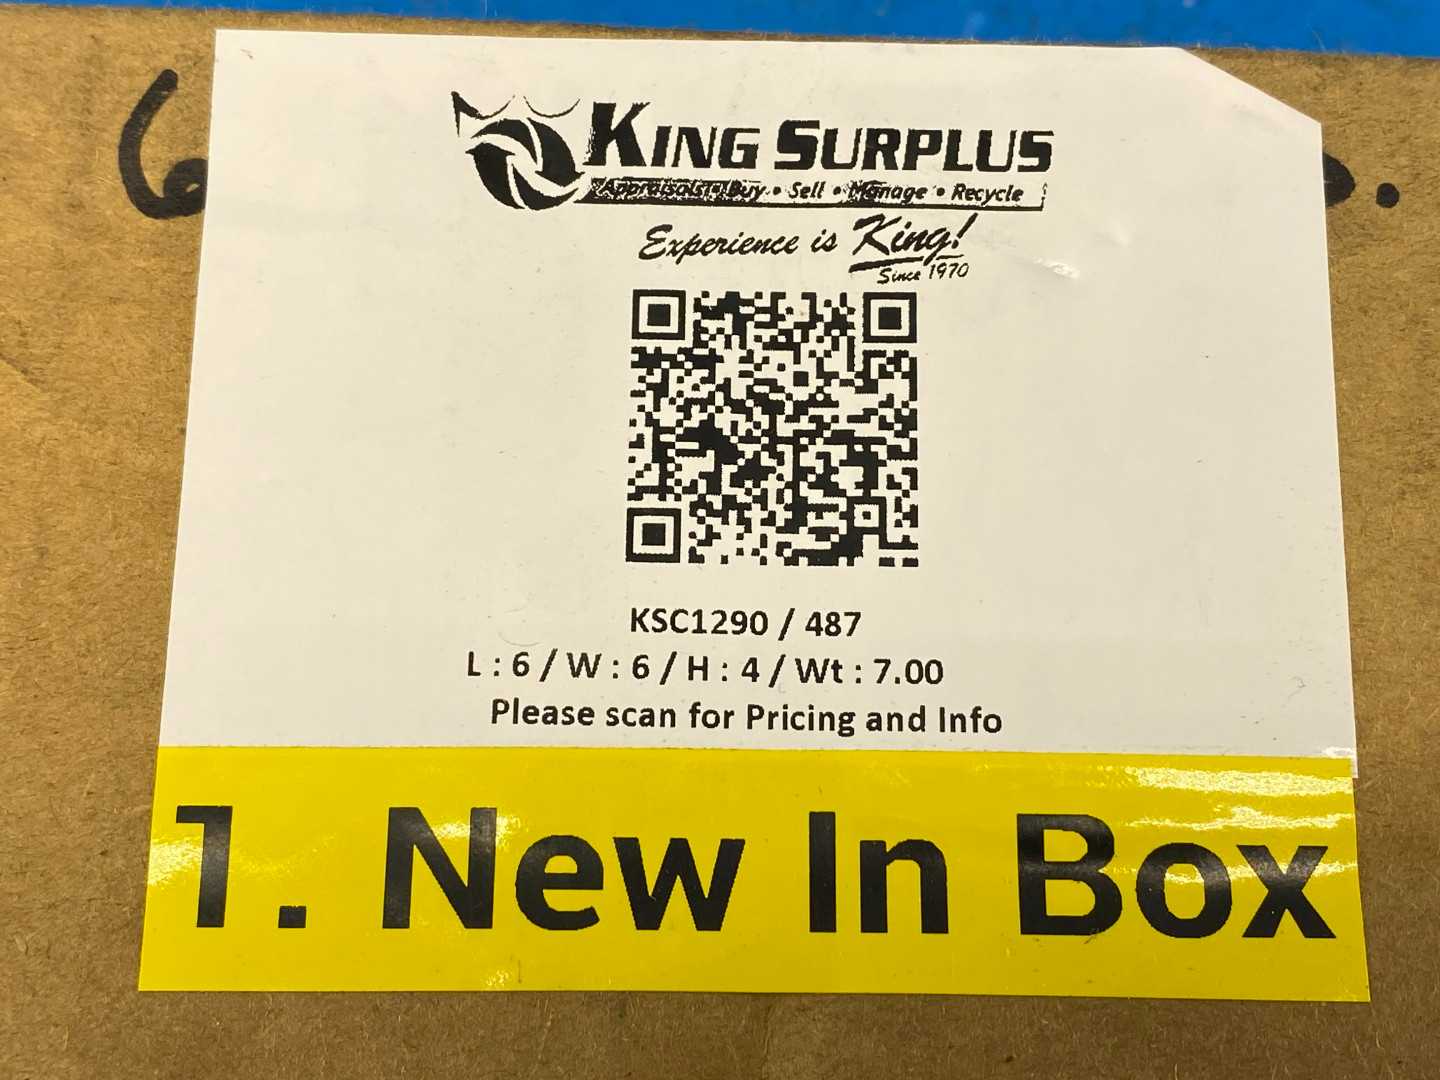 6
KING SURPLUS
Appraisals • Buy • Sell • Manage • Recycle
Experience is King!
Since 1970
KSC1290 / 487
L : 6 / W : 6 / H : 4 / Wt : 7.00
Please scan for Pricing and Info
1. New In Box